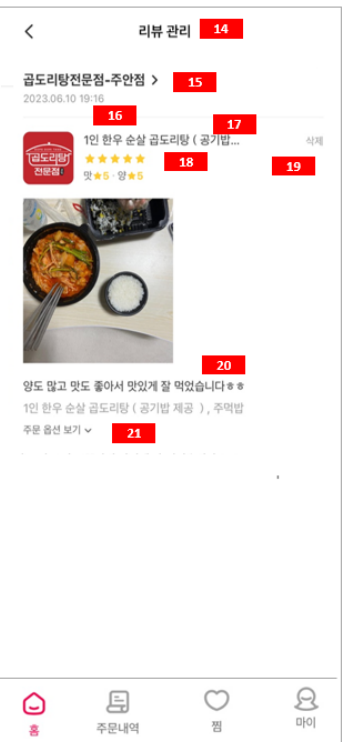 리뷰 관리 14
곱도리탕전문점-주안점 > 15
2023.06.10 19:16
16
17
1인 한우 순살 곱도리탕 ( 공기밥... 삭제
곱도리탕
전문점
18
19
맛★5 · 양★5
20
양도 많고 맛도 좋아서 맛있게 잘 먹었습니다ㅎㅎ
1인 한우 순살 곱도리탕 ( 공기밥 제공 ) , 주먹밥
주문 옵션 보기 21
,
홈 주문내역 찜 마이